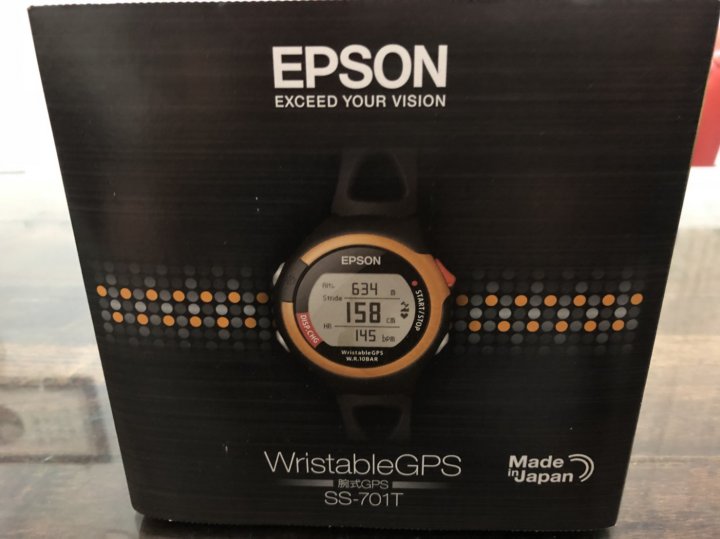 EPSON
EXCEED YOUR VISION
EPSON
Alti. 634 m
Stride
158 cm
HR
145 bpm
START/STOP
DISP.CHG
WristableGPS
W.R.10BAR
WristableGPS
腕式GPS
SS-701T
Made
in Japan